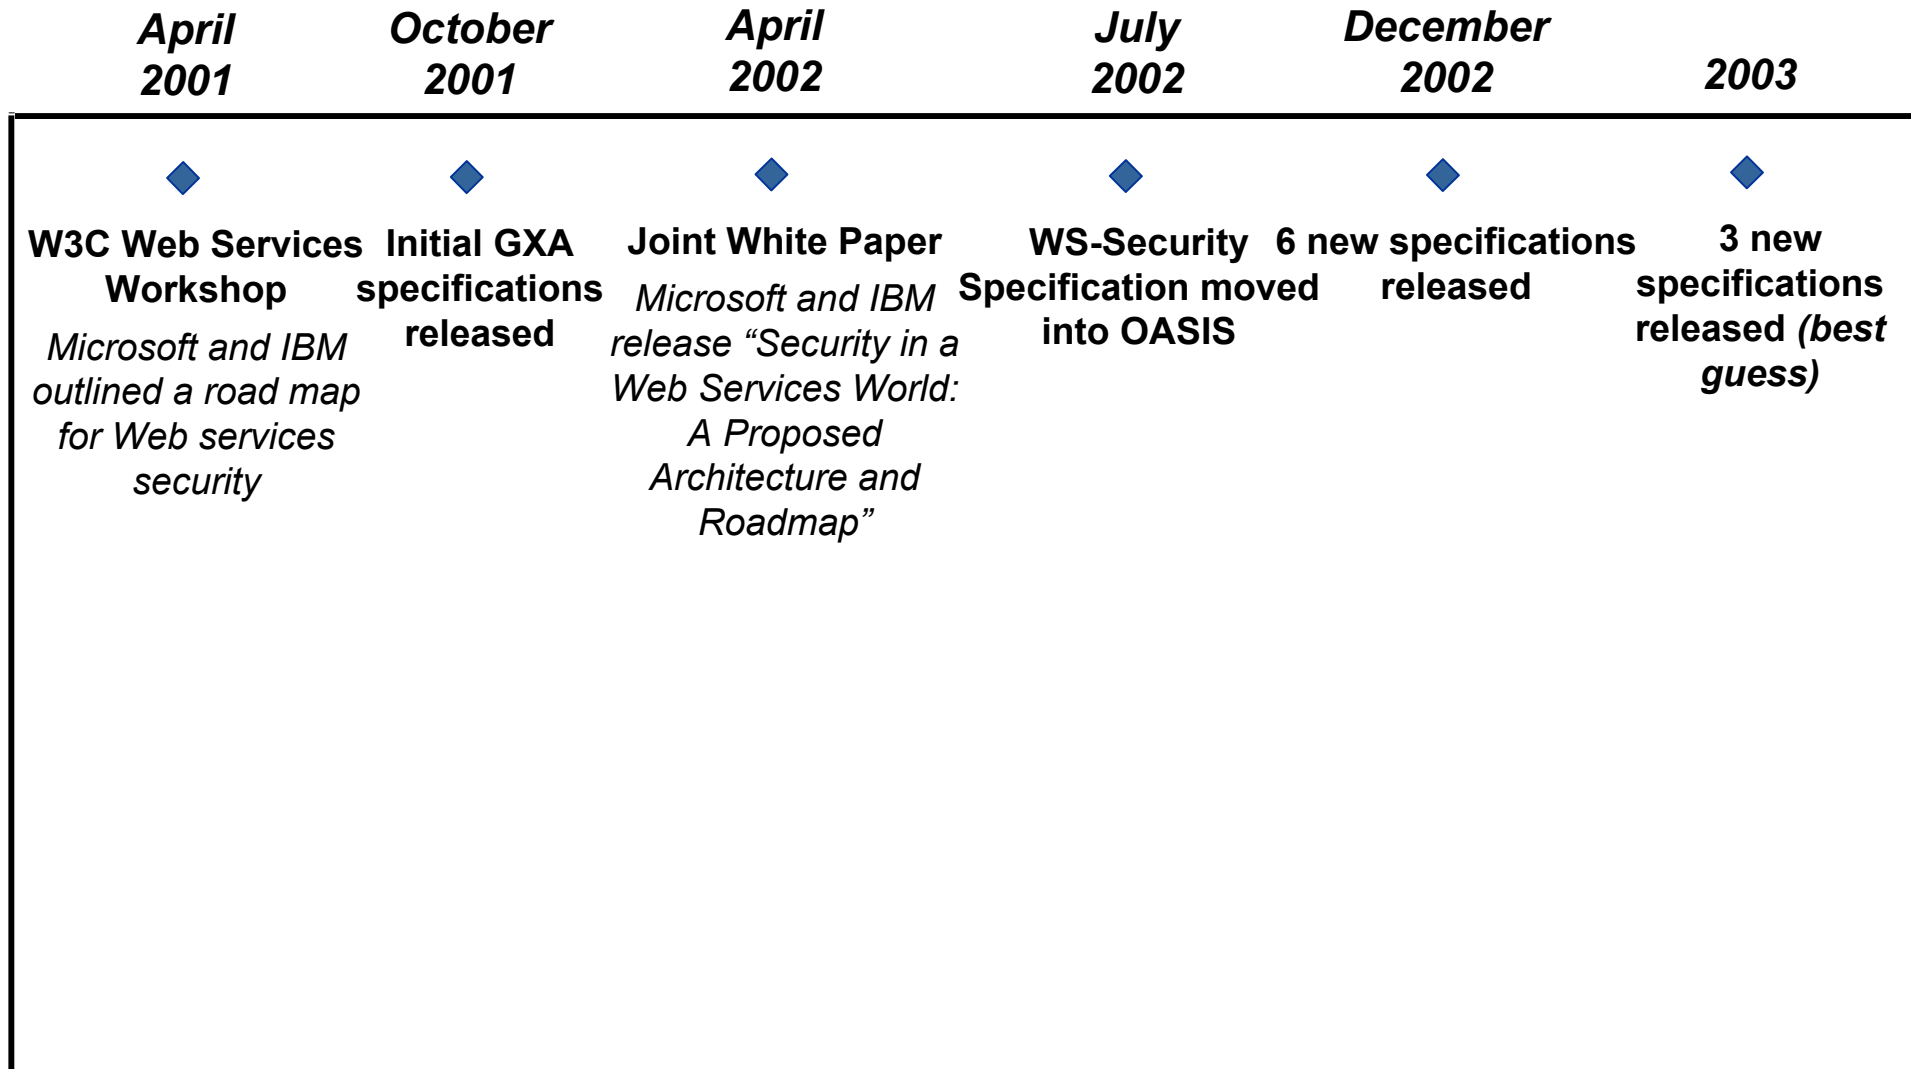 April
2001
October
2001
April
2002
July
2002
December
2002
2003
W3C Web Services
Workshop
Microsoft and IBM
outlined a road map
for Web services
security
Initial GXA
specifications
released
Joint White Paper
Microsoft and IBM
release “Security in a
Web Services World:
A Proposed
Architecture and
Roadmap”
WS-Security
Specification moved
into OASIS
6 new specifications
released
3 new
specifications
released (best
guess)